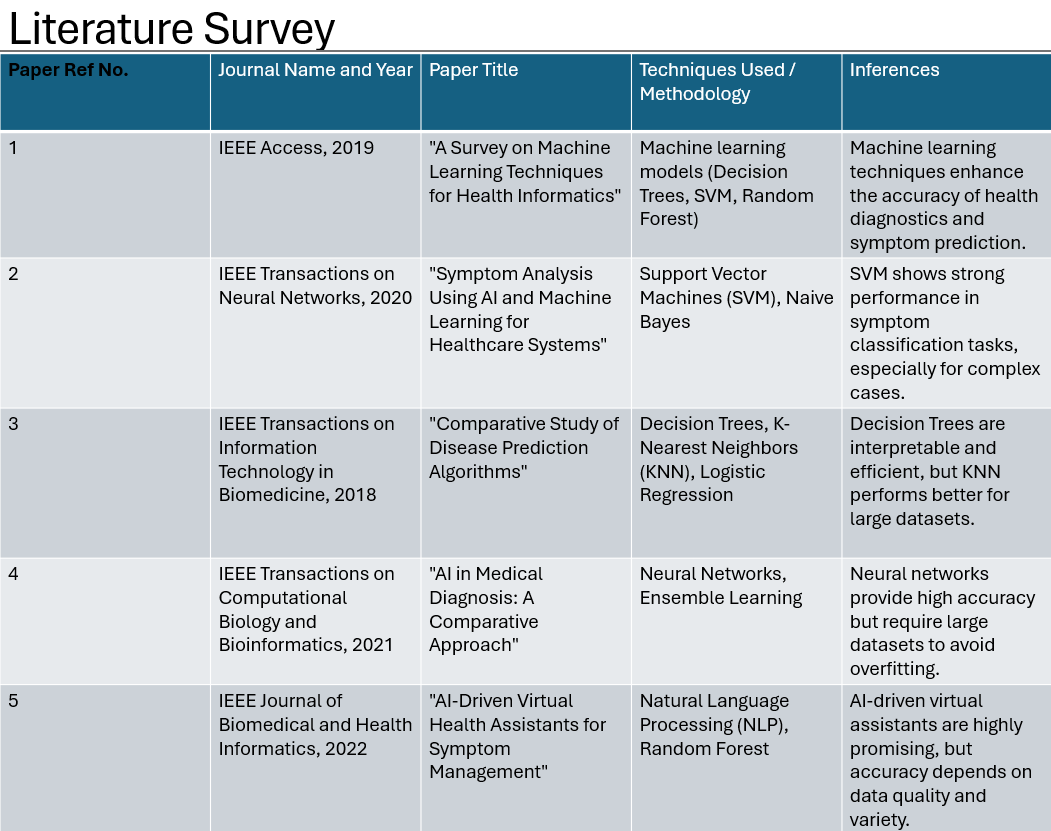 Literature Survey
Paper Ref No.
Journal Name and Year
Paper Title
Techniques Used /
Methodology
Inferences
1
IEEE Access, 2019
"A Survey on Machine
Learning Techniques
for Health Informatics"
Machine learning
models (Decision
Trees, SVM, Random
Forest)
Machine learning
techniques enhance
the accuracy of health
diagnostics and
symptom prediction.
2
IEEE Transactions on
Neural Networks, 2020
"Symptom Analysis
Using AI and Machine
Learning for
Healthcare Systems"
Support Vector
Machines (SVM), Naive
Bayes
SVM shows strong
performance in
symptom
classification tasks,
especially for complex
cases.
3
IEEE Transactions on
Information
Technology in
Biomedicine, 2018
"Comparative Study of
Disease Prediction
Algorithms"
Decision Trees, K-
Nearest Neighbors
(KNN), Logistic
Regression
Decision Trees are
interpretable and
efficient, but KNN
performs better for
large datasets.
4
IEEE Transactions on
Computational
Biology and
Bioinformatics, 2021
"AI in Medical
Diagnosis: A
Comparative
Approach"
Neural Networks,
Ensemble Learning
Neural networks
provide high accuracy
but require large
datasets to avoid
overfitting.
5
IEEE Journal of
Biomedical and Health
Informatics, 2022
"AI-Driven Virtual
Health Assistants for
Symptom
Management"
Natural Language
Processing (NLP),
Random Forest
AI-driven virtual
assistants are highly
promising, but
accuracy depends on
data quality and
variety.